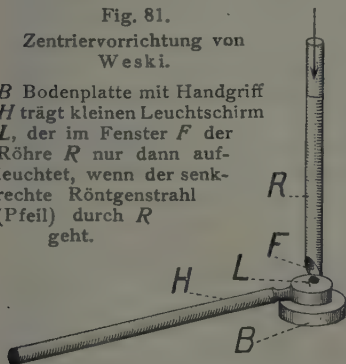 Fig. 81.
Zentriervorrichtung von
Weski.
B Bodenplatte mit Handgriff
H trägt kleinen Leuchtschirm
L, der im Fenster F der
Röhre R nur dann auf-
leuchtet, wenn der senk-
rechte Röntgenstrahl
(Pfeil) durch R
geht.
R
F
L
H
B